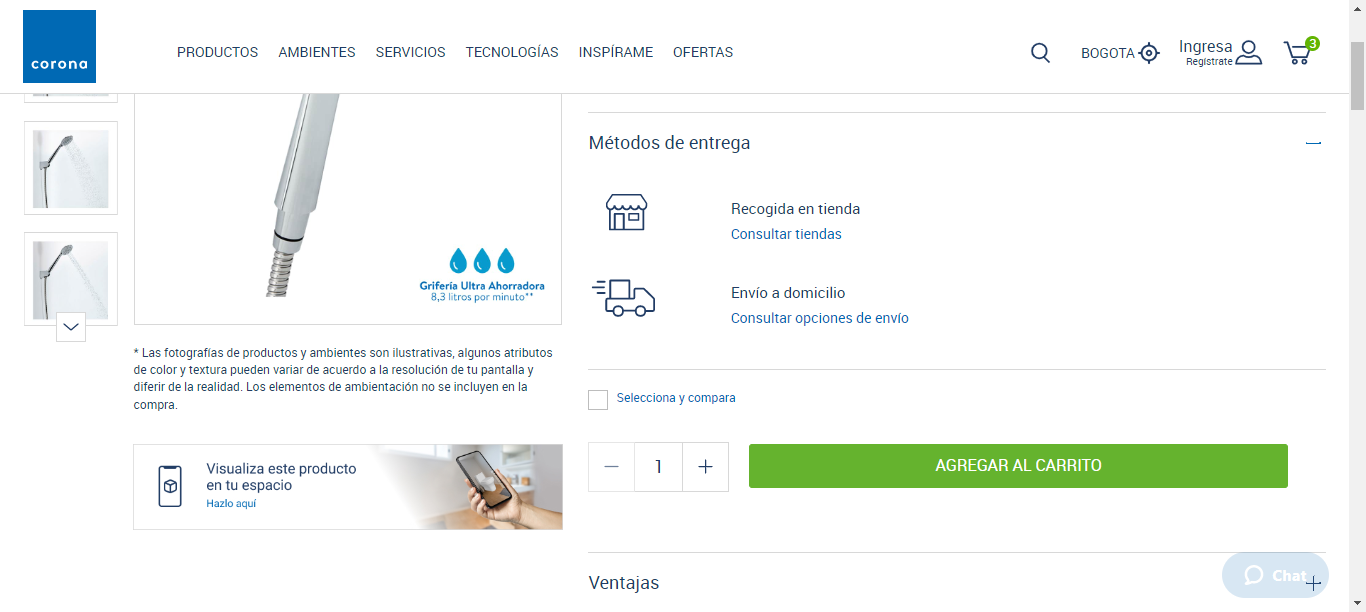 corona
PRODUCTOS AMBIENTES SERVICIOS TECNOLOGÍAS INSPÍRAME OFERTAS
BOGOTA
Ingresa
Regístrate
3
Grifería Ultra Ahorradora
8,3 litros por minuto**
* Las fotografías de productos y ambientes son ilustrativas, algunos atributos
de color y textura pueden variar de acuerdo a la resolución de tu pantalla y
diferir de la realidad. Los elementos de ambientación no se incluyen en la
compra.
Visualiza este producto
en tu espacio
Hazlo aquí
Métodos de entrega
Recogida en tienda
Consultar tiendas
Envío a domicilio
Consultar opciones de envío
Selecciona y compara
1
AGREGAR AL CARRITO
Ventajas
Chat